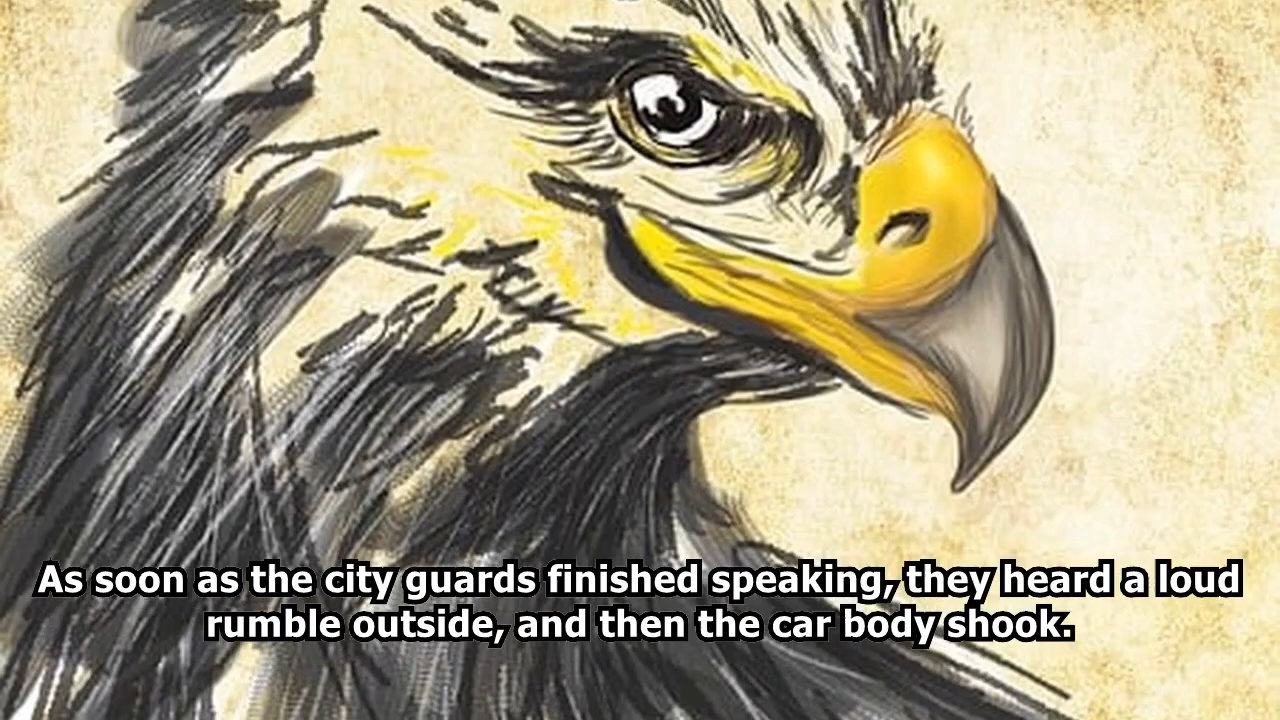 As soon as the city guards finished speaking, they heard a loud
rumble outside, and then the car body shook.